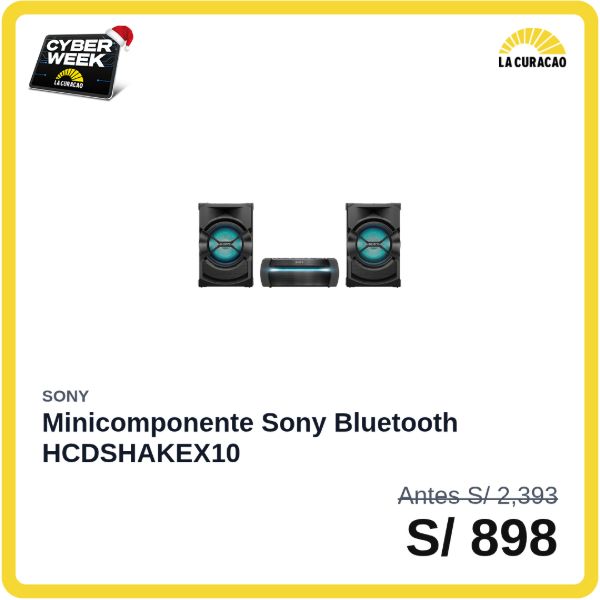 CYBER
WEEK
LA CURACAO
LA CURACAO
SONY
Minicomponente Sony Bluetooth
HCDSHAKEX10
Antes S/ 2,393
S/ 898